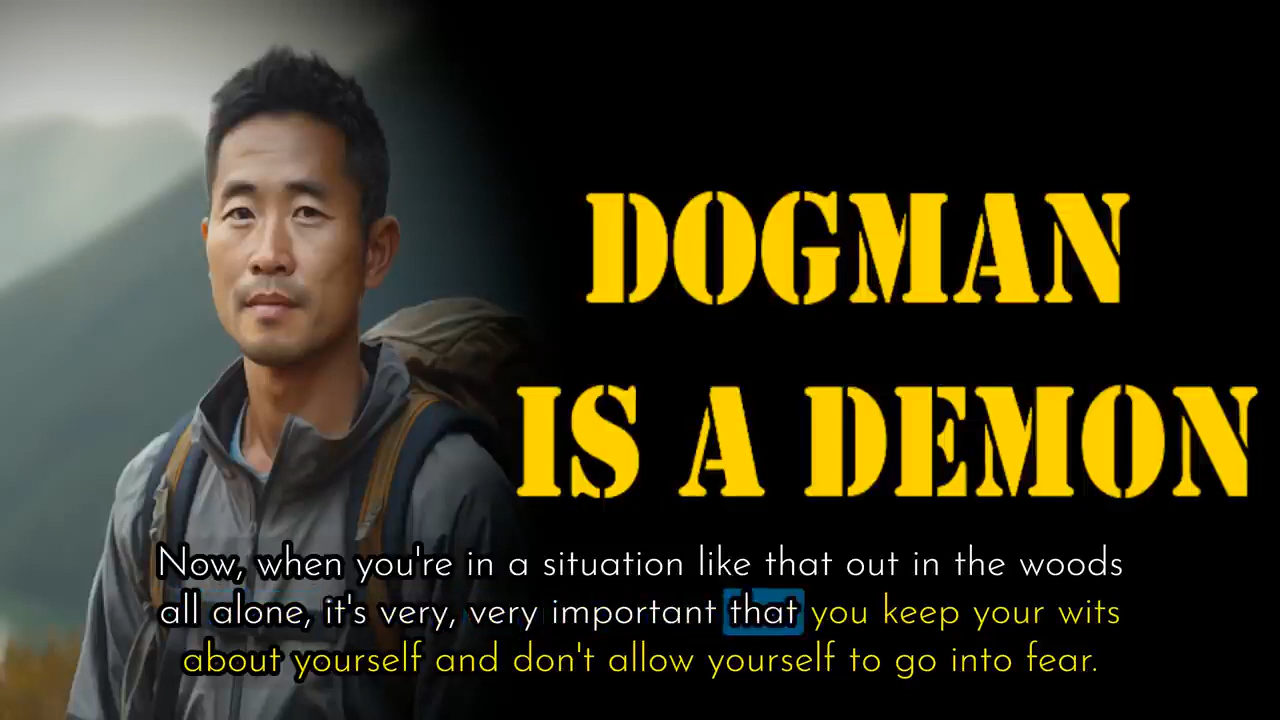 DOGMAN
IS A DEMON
Now, when you're in a situation like that out in the woods
all alone, it's very, very important that you keep your wits
about yourself and don't allow yourself to go into fear.